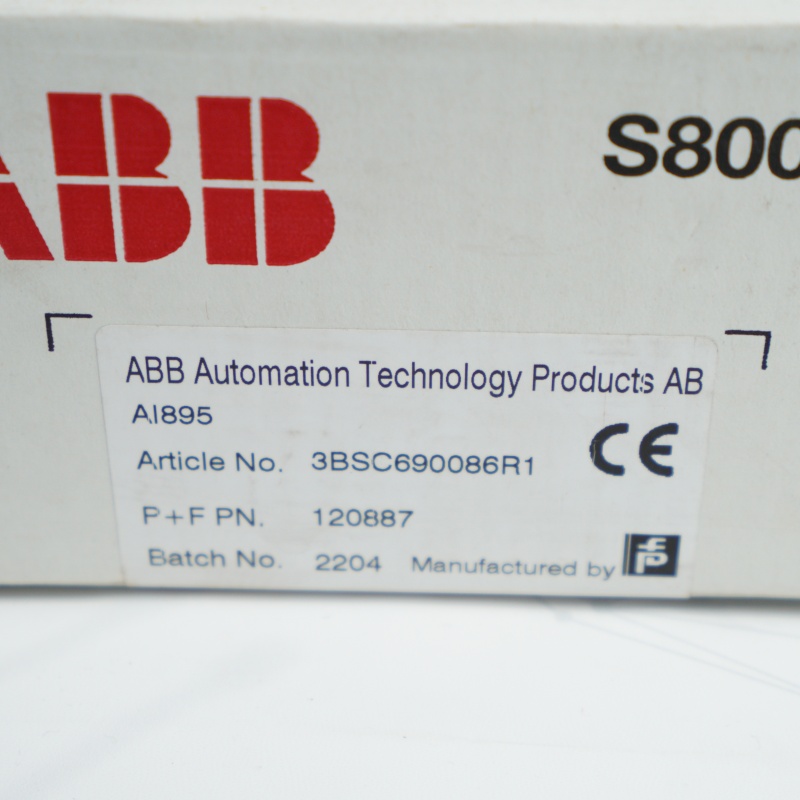 ABB
S800
ABB Automation Technology Products AB
AI895
Article No. 3BSC690086R1
CE
P+F PN. 120887
Batch No. 2204 Manufactured by